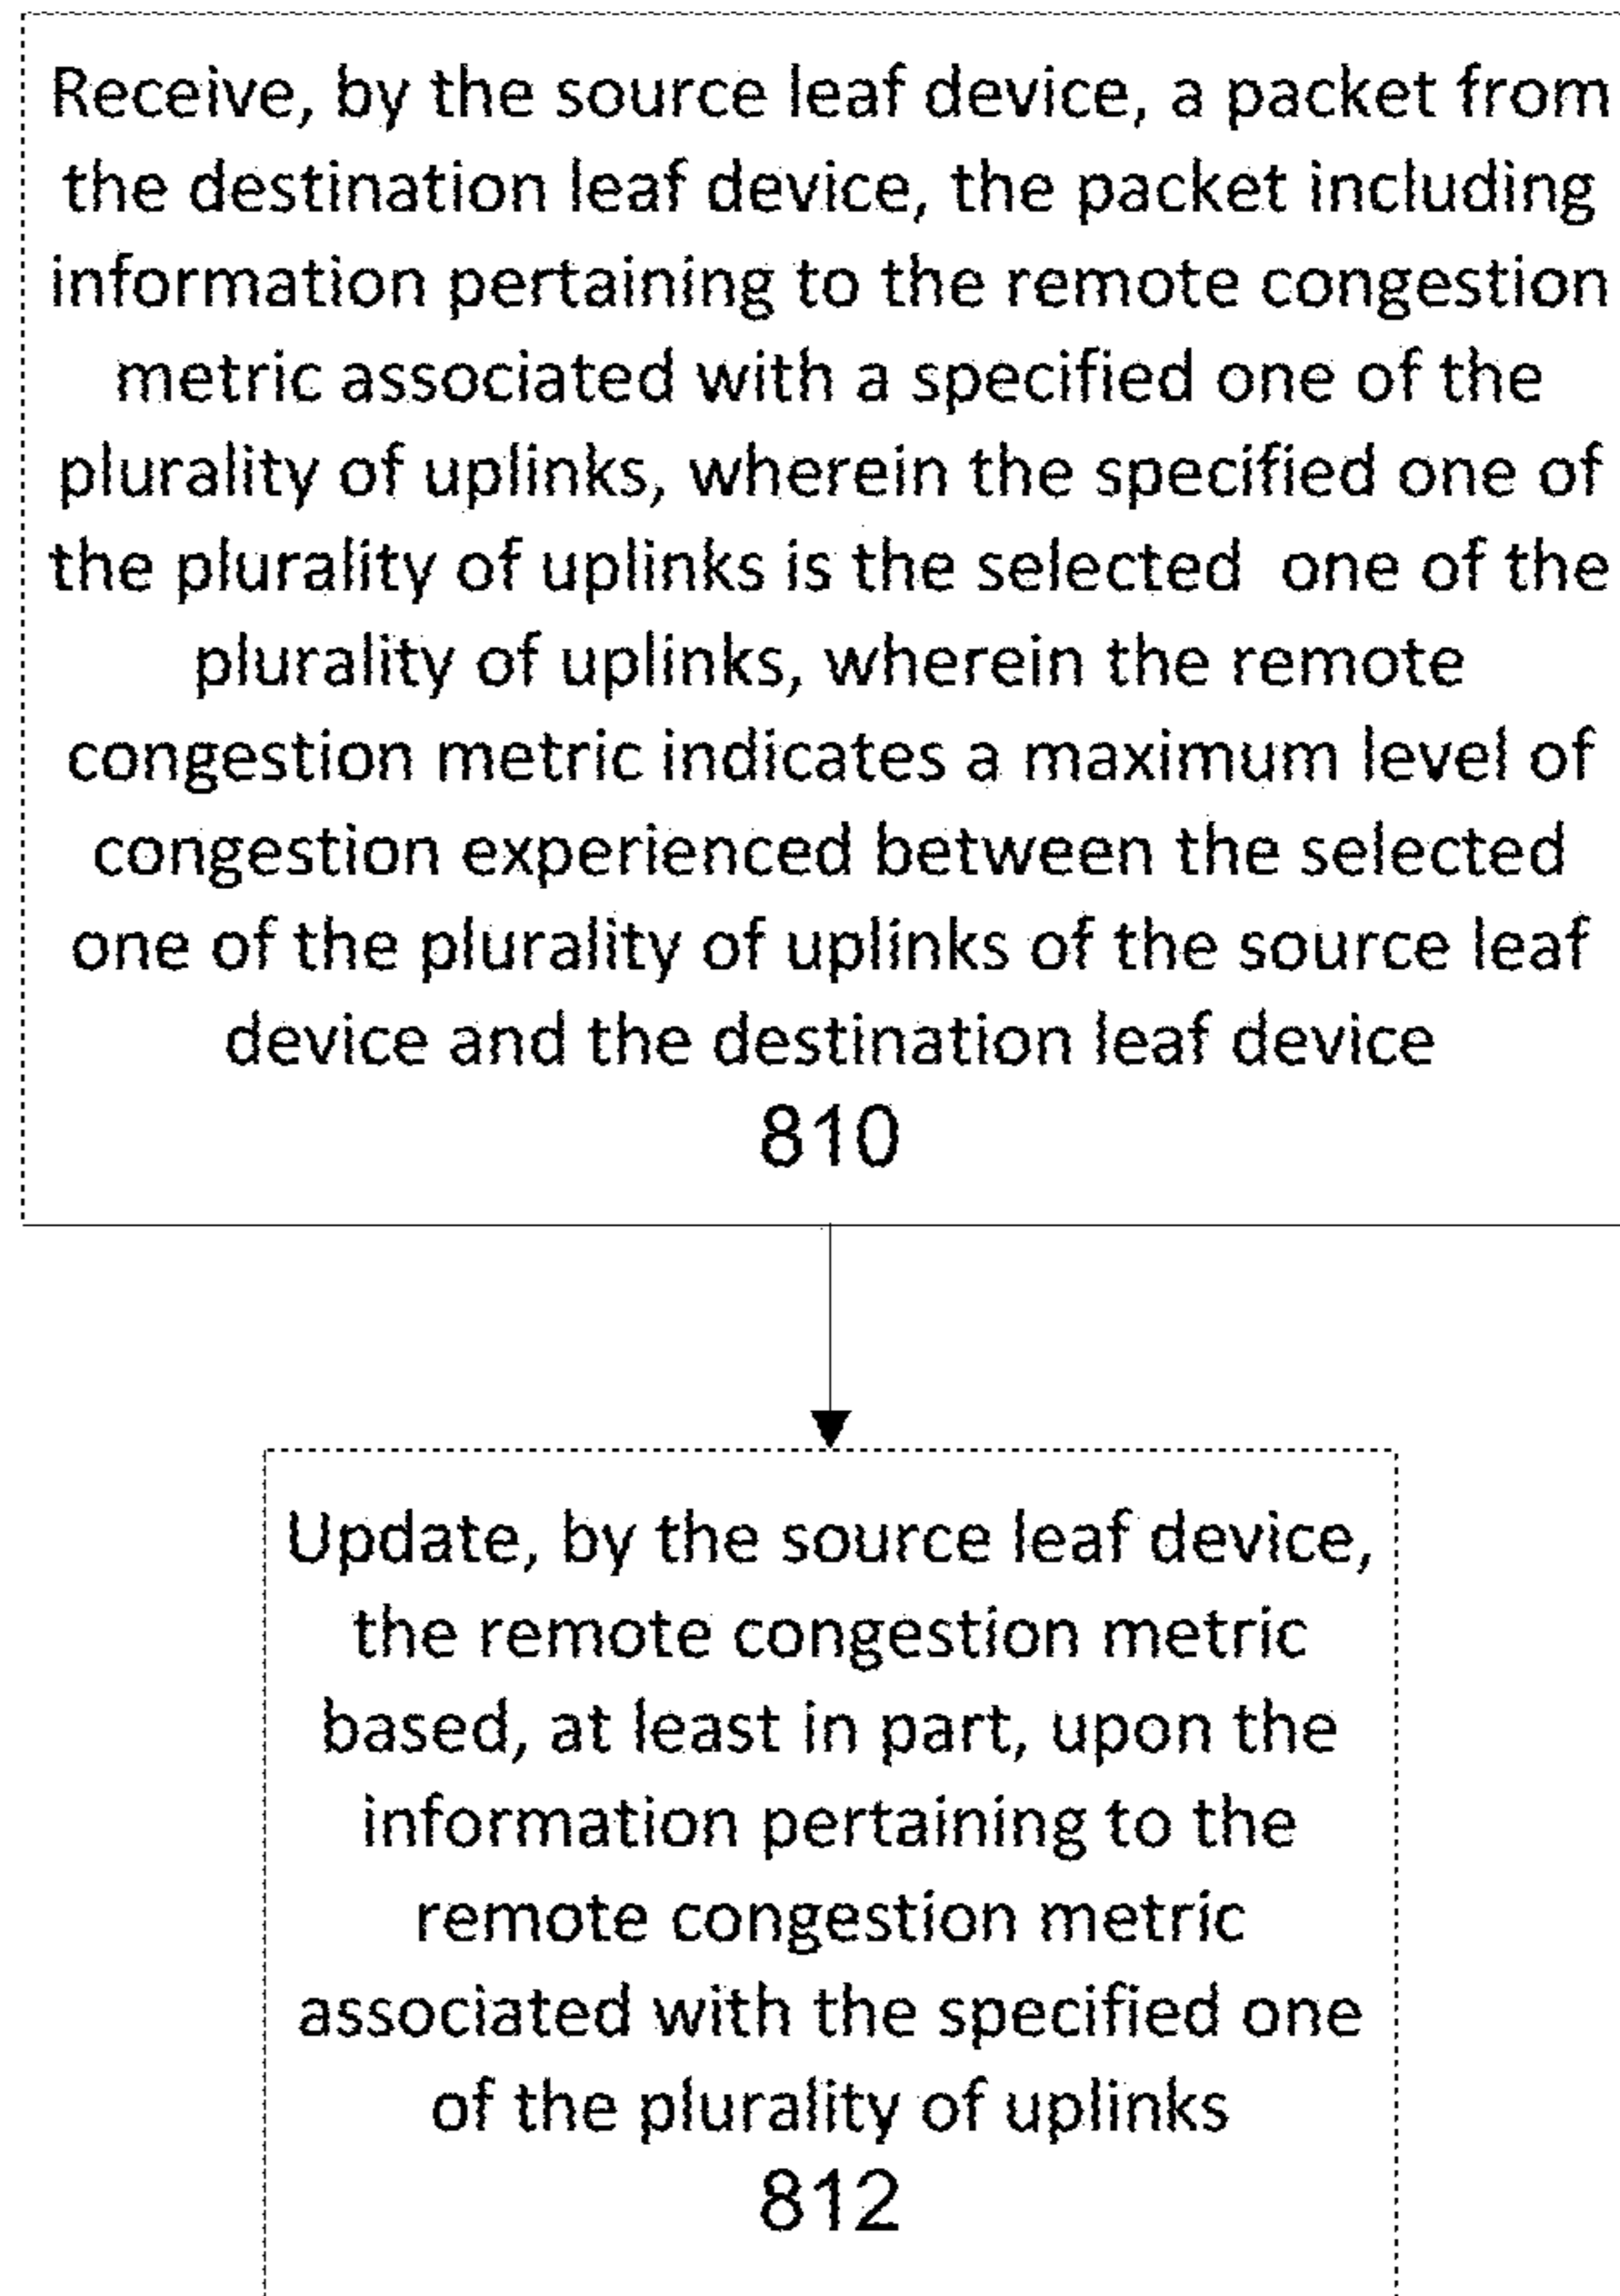 Receive, by the source leaf device, a packet from
the destination leaf device, the packet including
information pertaining to the remote congestion
metric associated with a specified one of the
plurality of uplinks, wherein the specified one of
the plurality of uplinks is the selected one of the
plurality of uplinks, wherein the remote
congestion metric indicates a maximum level of
congestion experienced between the selected
one of the plurality of uplinks of the source leaf
device and the destination leaf device
810
Update, by the source leaf device,
the remote congestion metric
based, at least in part, upon the
information pertaining to the
remote congestion metric
associated with the specified one
of the plurality of uplinks
812